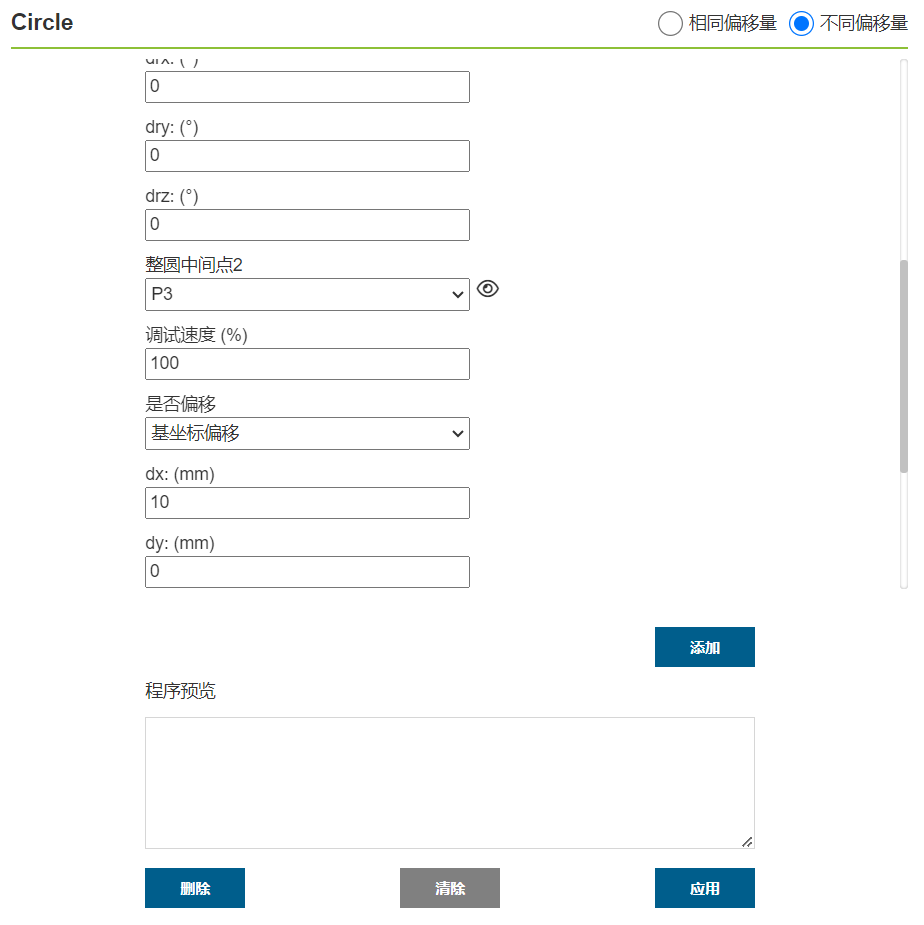 Circle
相同偏移量 不同偏移量
drx: (°)
0
dry: (°)
0
drz: (°)
0
整圆中间点2
P3
调试速度 (%)
100
是否偏移
基坐标偏移
dx: (mm)
10
dy: (mm)
0
添加
程序预览
删除 清除 应用